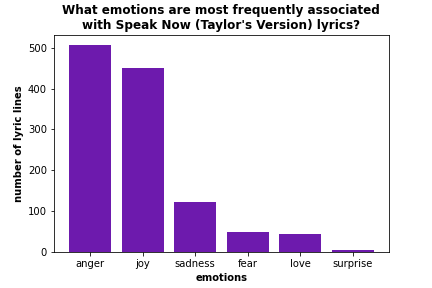 What emotions are most frequently associated
with Speak Now (Taylor's Version) lyrics?
500
400
300
200
100
0
number of lyric lines
anger joy sadness fear love surprise
emotions